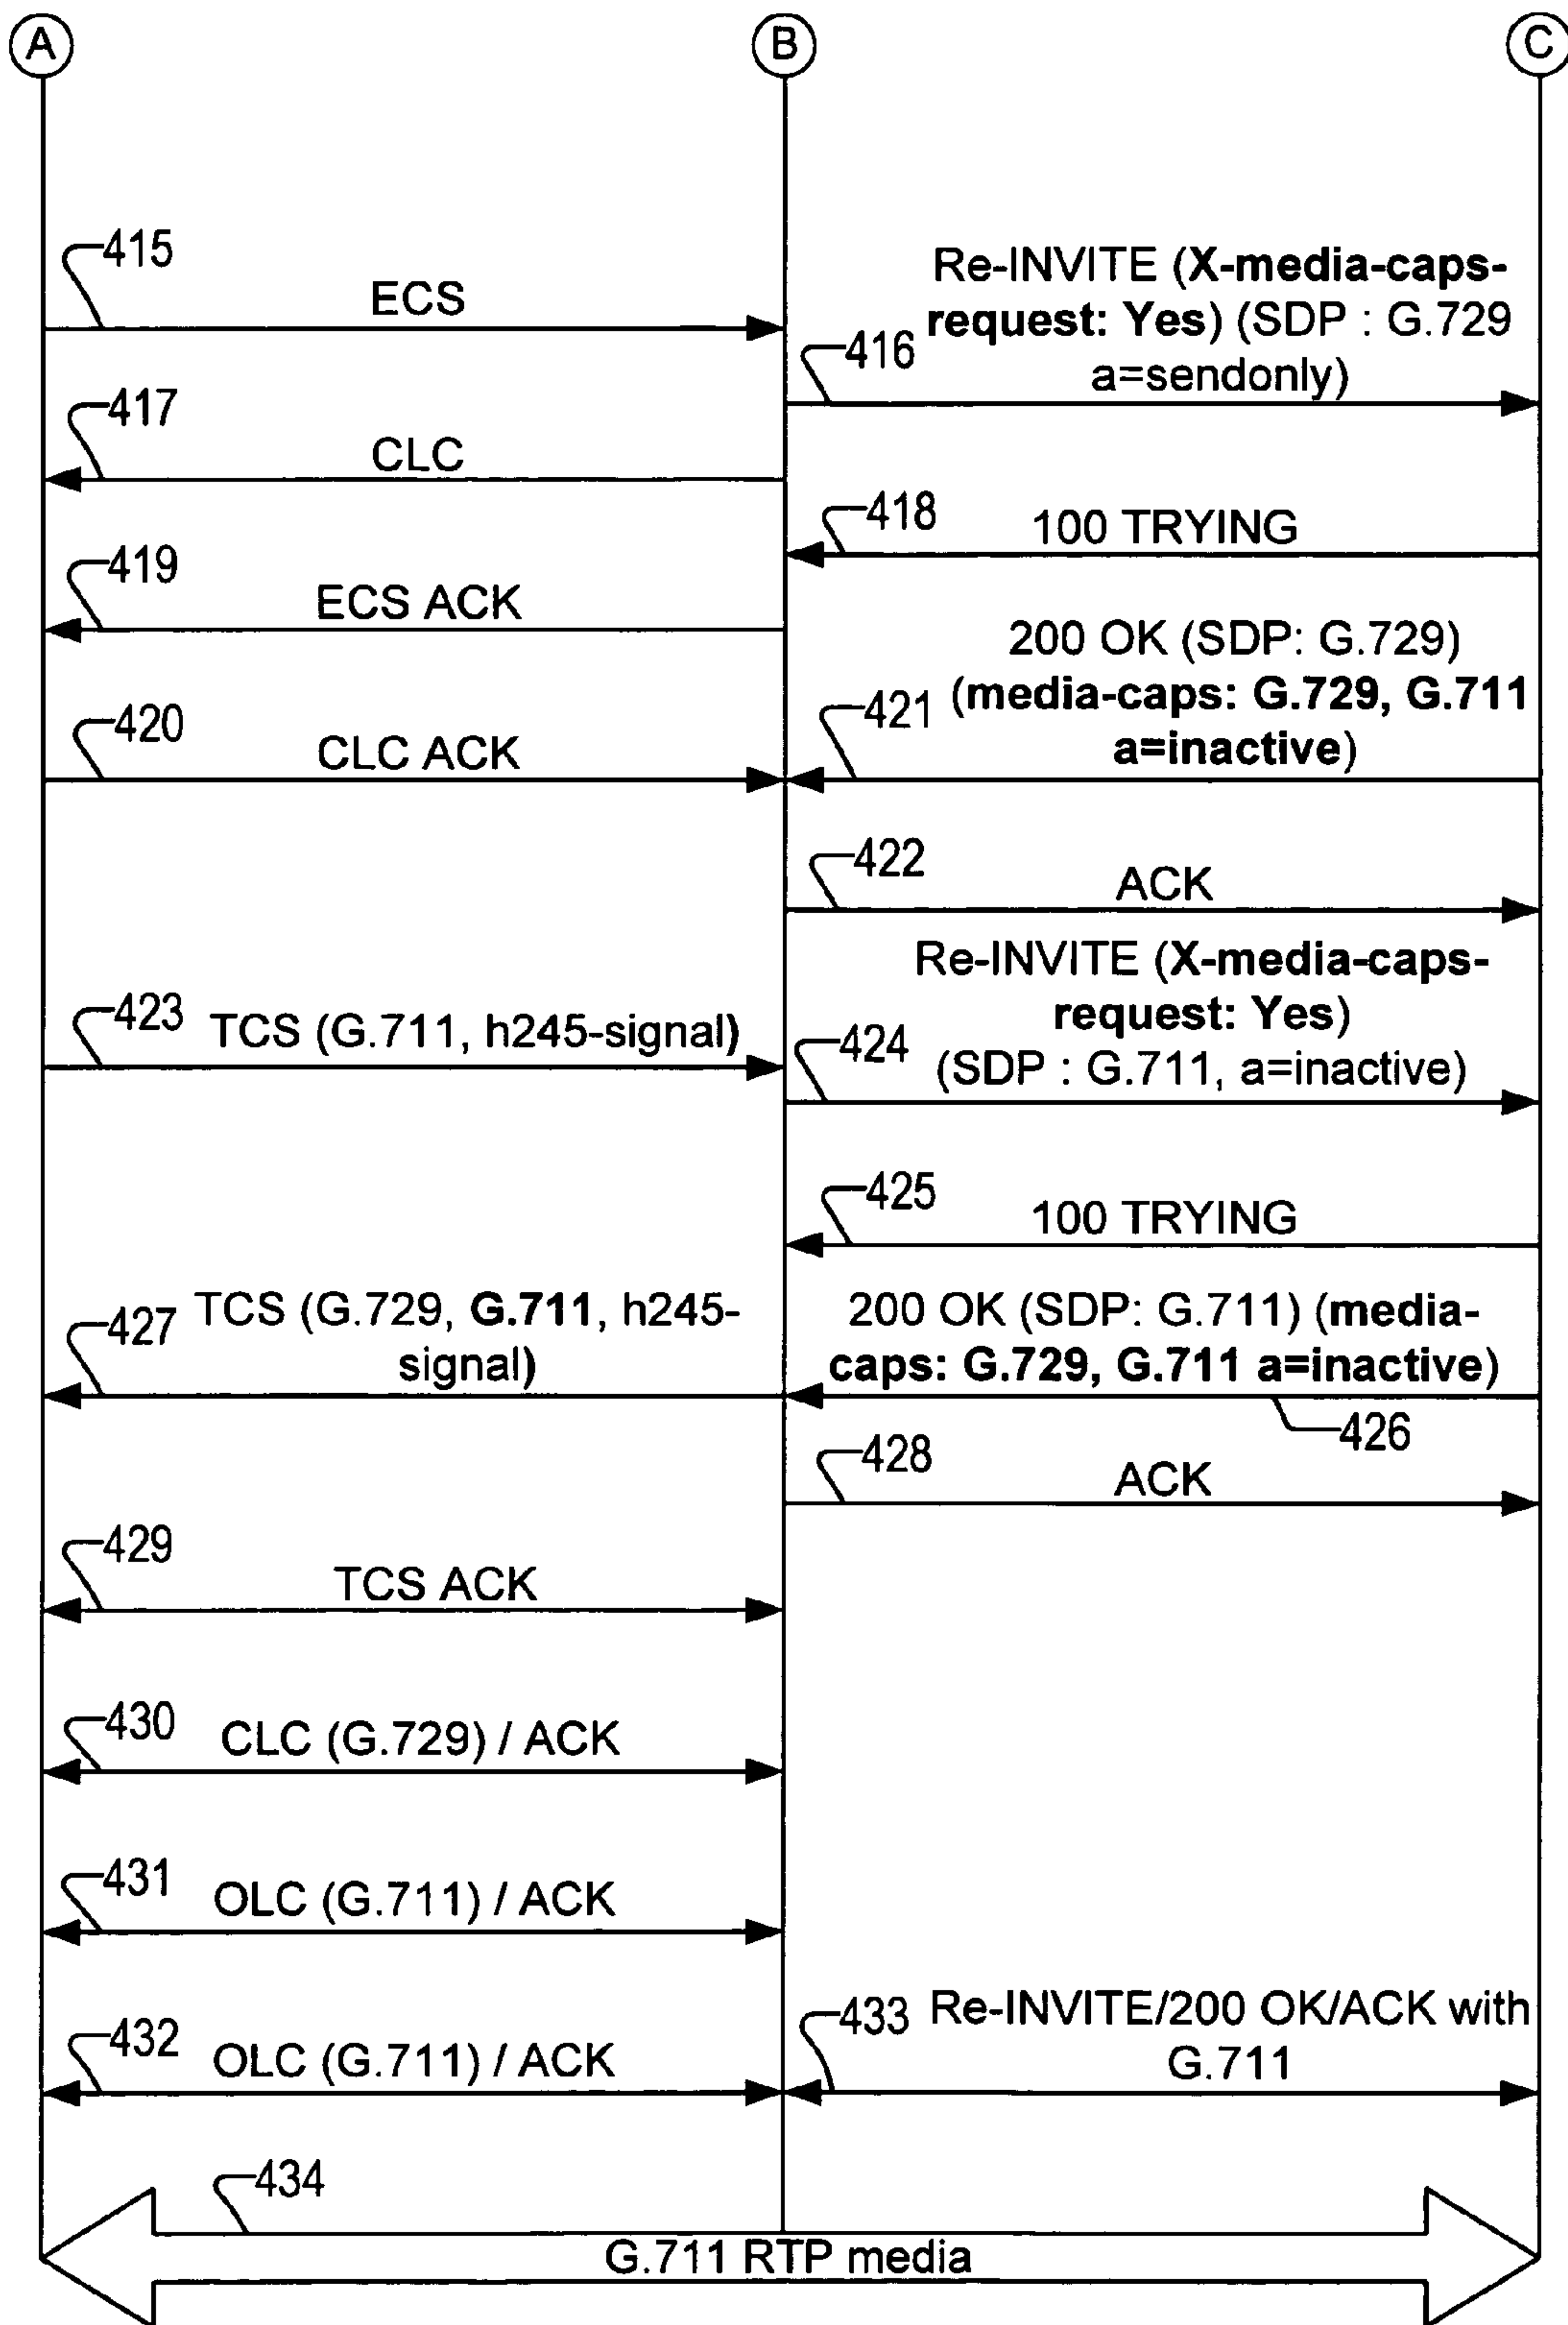 A
B
C
415
ECS
Re-INVITE (X-media-caps-
request: Yes) (SDP : G.729
a=sendonly)
416
417
CLC
418
100 TRYING
419
ECS ACK
200 OK (SDP: G.729)
(media-caps: G.729, G.711
a=inactive)
421
420
CLC ACK
422
ACK
Re-INVITE (X-media-caps-
request: Yes)
(SDP : G.711, a=inactive)
423
TCS (G.711, h245-signal)
424
425
100 TRYING
427
TCS (G.729, G.711, h245-
signal)
200 OK (SDP: G.711) (media-
caps: G.729, G.711 a=inactive)
426
428
ACK
429
TCS ACK
430
CLC (G.729) / ACK
431
OLC (G.711) / ACK
432
OLC (G.711) / ACK
433
Re-INVITE/200 OK/ACK with
G.711
434
G.711 RTP media